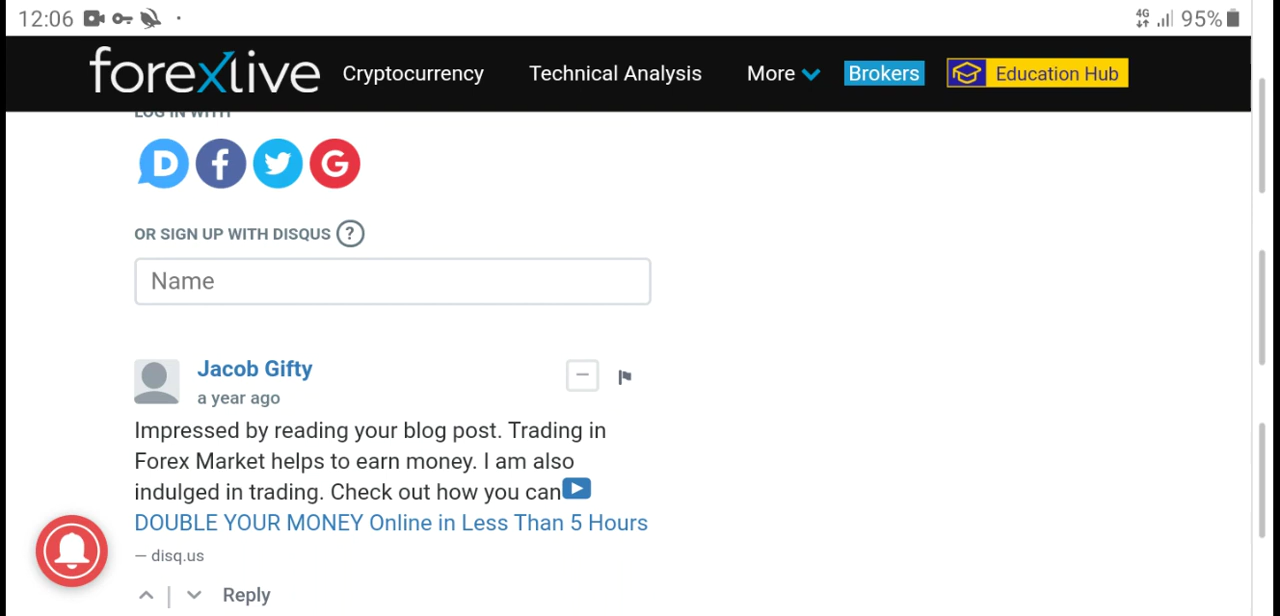 12:06
4G 95%
forexlive Cryptocurrency Technical Analysis More Brokers Education Hub
LOG IN WITH
D f G
OR SIGN UP WITH DISQUS ?
Name
Jacob Gifty
a year ago
Impressed by reading your blog post. Trading in
Forex Market helps to earn money. I am also
indulged in trading. Check out how you can
DOUBLE YOUR MONEY Online in Less Than 5 Hours
— disq.us
Reply